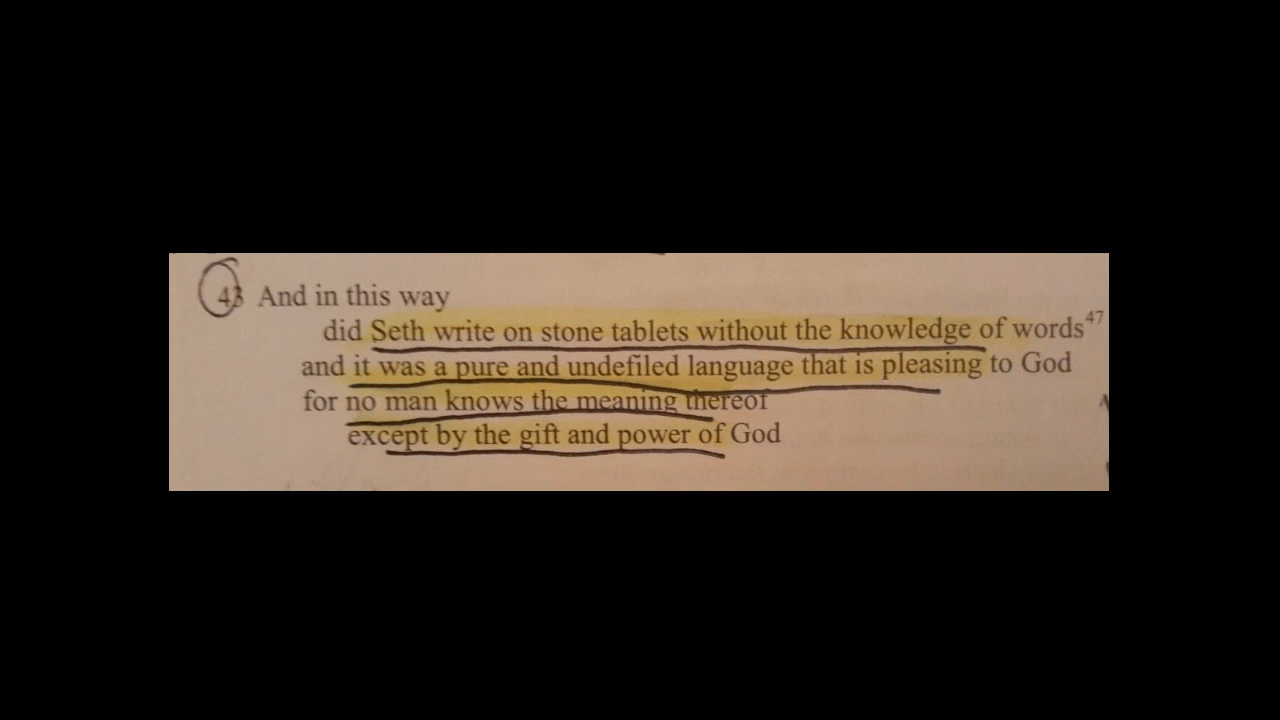 43 And in this way
did Seth write on stone tablets without the knowledge of words47
and it was a pure and undefiled language that is pleasing to God
for no man knows the meaning thereof
except by the gift and power of God